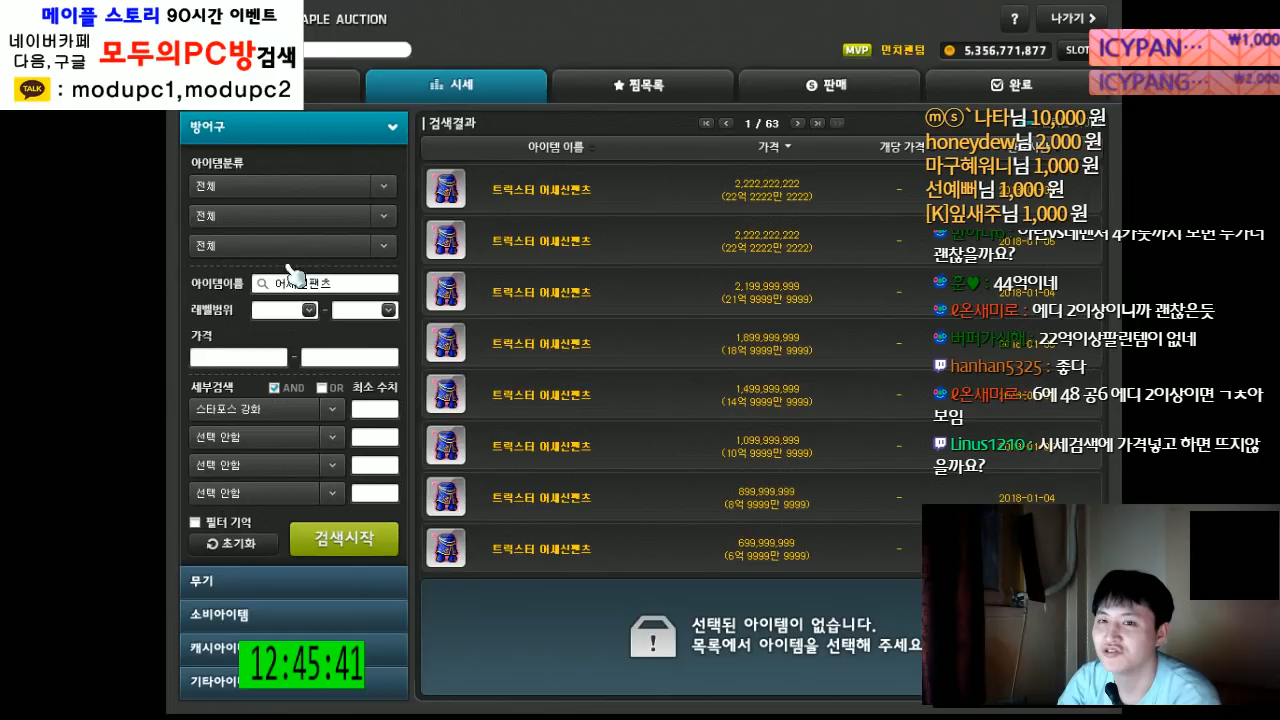 메이플 스토리 90시간 이벤트
네이버카페
다음,구글
모두의PC방검색
TALK : modupc1,modupc2
APLE AUCTION
?
나가기
MVP 먼치랜덤
5,356,771,877
SLOT
ICYPAN… ₩1,000
ICYPANG… ₩2,000
시세
찜목록
판매
완료
방어구
아이템분류
전체
전체
전체
아이템이름
레벨범위
-
가격
-
세부검색
AND
OR
최소 수치
스타포스 강화
선택 안함
선택 안함
선택 안함
필터 기억
초기화
검색시작
무기
소비아이템
캐시아이
기타아이
12:45:41
검색결과
1 / 63
아이템 이름
가격
개당 가격
트릭스터 어새신팬츠
2,222,222,222
(22억 2222만 2222)
-
트릭스터 어새신팬츠
2,222,222,222
(22억 2222만 2222)
트릭스터 어새신팬츠
2,199,999,999
(21억 9999만 9999)
트릭스터 어새신팬츠
1,899,999,999
(18억 9999만 9999)
트릭스터 어새신팬츠
1,499,999,999
(14억 9999만 9999)
트릭스터 어새신팬츠
1,099,999,999
(10억 9999만 9999)
트릭스터 어새신팬츠
899,999,999
(8억 9999만 9999)
-
2018-01-04
트릭스터 어새신팬츠
699,999,999
(6억 9999만 9999)
-
선택된 아이템이 없습니다.
목록에서 아이템을 선택해 주세요
ⓜⓢ`나타님 10,000 원
honeydew님 2,000 원
마구혜워니님 1,000 원
선예뻐님 1,000 원
[K]잎새주님 1,000 원
괜찮을까요?
훈♥ : 44억이네
2018-01-04
ℓ온새미로 : 에디 2이상이니까 괜찮은듯
22억이상팔린템이 없네
hanhan5325 : 좋다
ℓ온새미로 : 6에 48 공6 에디 2이상이면 ㄱㅊ아
보임
Linus1210 : 시세검색에 가격넣고 하면 뜨지않
을까요?